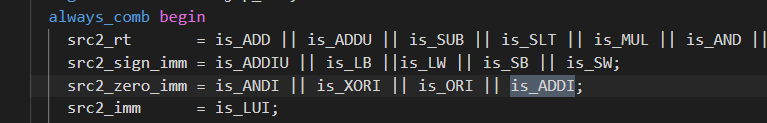 always_comb begin
src2_rt = is_ADD || is_ADDU || is_SUB || is_SLT || is_MUL || is_AND ||
src2_sign_imm = is_ADDIU || is_LB ||is_LW || is_SB || is_SW;
src2_zero_imm = is_ANDI || is_XORI || is_ORI || is_ADDI;
src2_imm = is_LUI;